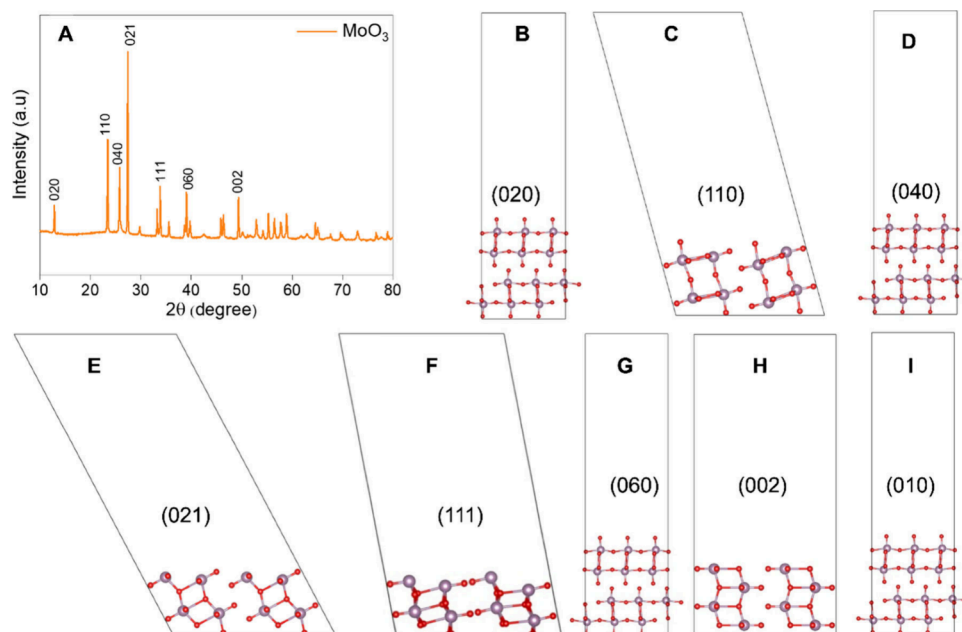 A
MoO₃
Intensity (a.u)
020
110
040
021
111
060
002
10 20 30 40 50 60 70 80
2θ (degree)
B
(020)
C
(110)
D
(040)
E
(021)
F
(111)
G
(060)
H
(002)
I
(010)